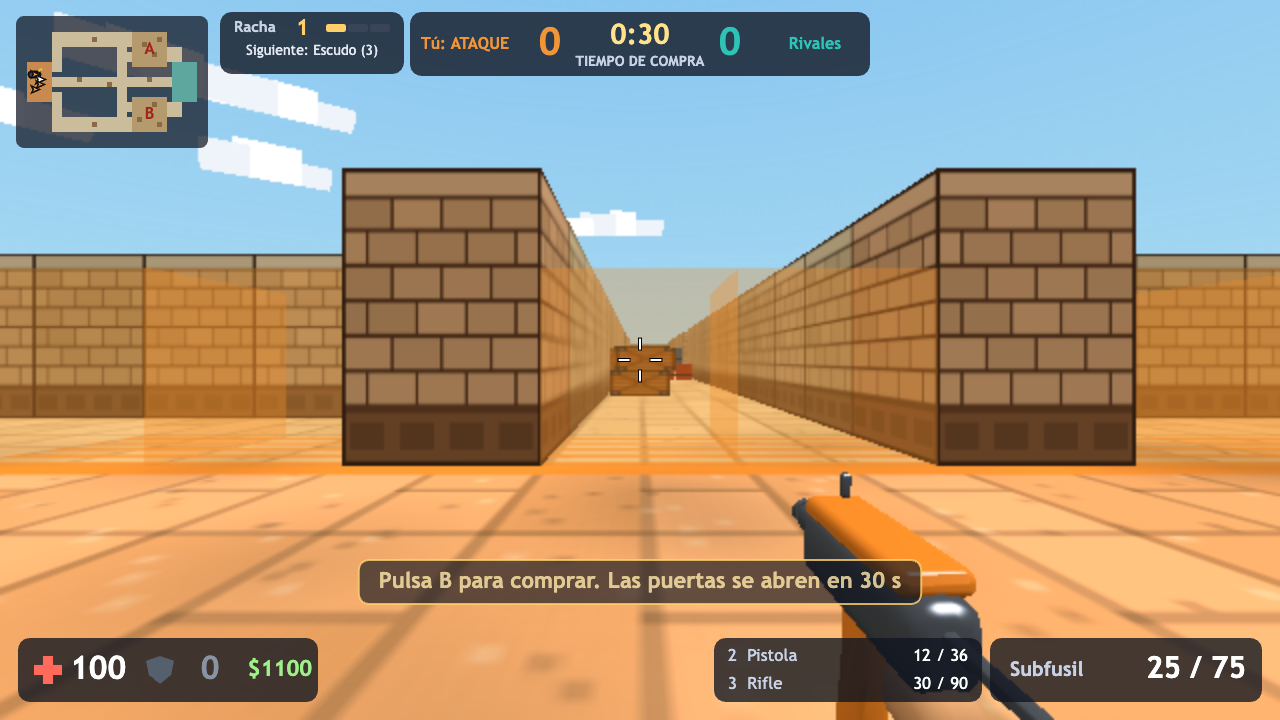 A
B
Racha 1
Siguiente: Escudo (3)
Tú: ATAQUE 0 0:30 0 Rivales
TIEMPO DE COMPRA
Pulsa B para comprar. Las puertas se abren en 30 s
100 0 $1100
2 Pistola 12 / 36
3 Rifle 30 / 90
Subfusil 25 / 75